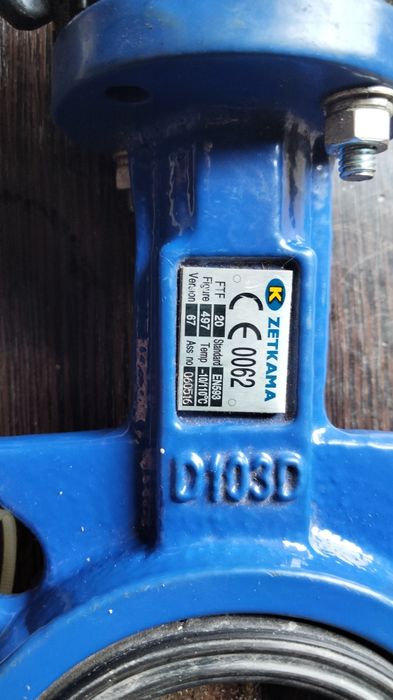 K ZETKAMA
CE 0062
FTF 20 Standard EN593
Figure 497 Temp -10/110°C
Version 67 Ass no 060516
D103D